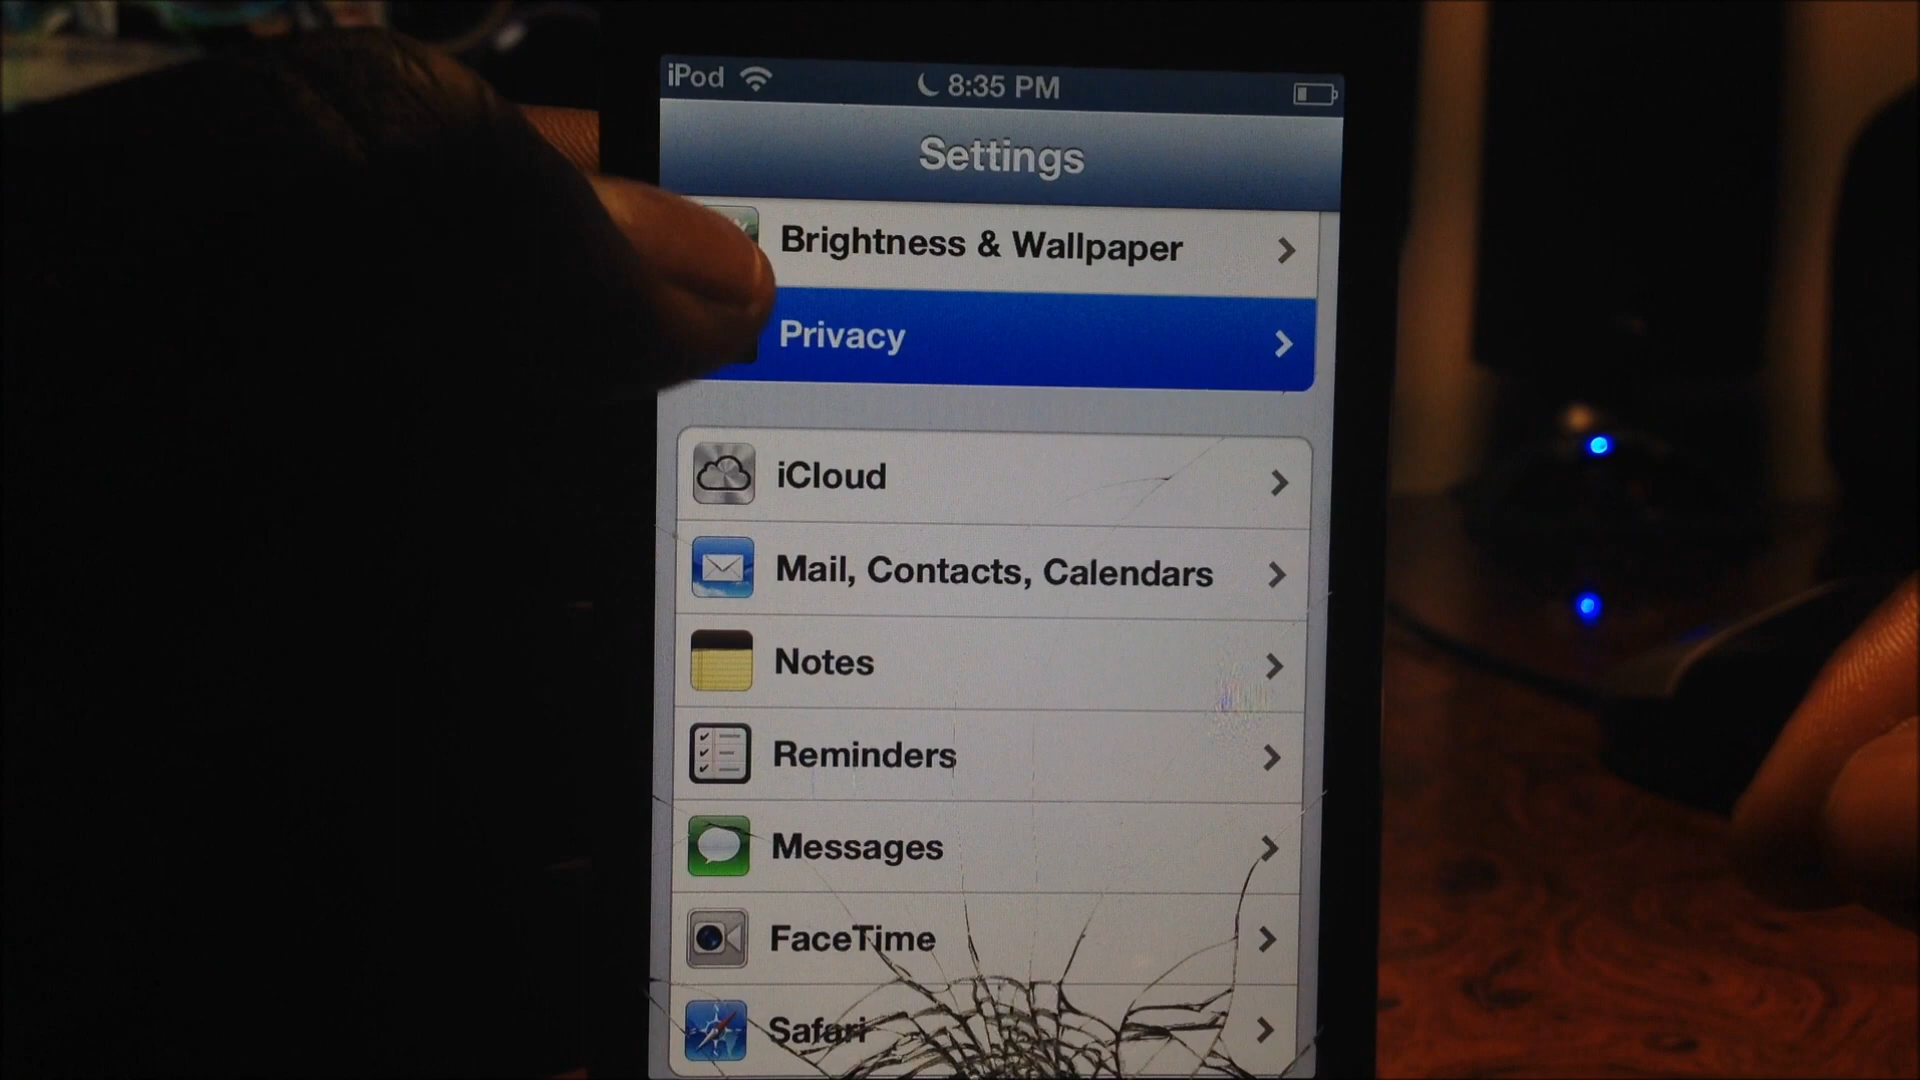 iPod 8:35 PM
Settings
Brightness & Wallpaper
Privacy
iCloud
Mail, Contacts, Calendars
Notes
Reminders
Messages
FaceTime
Safari